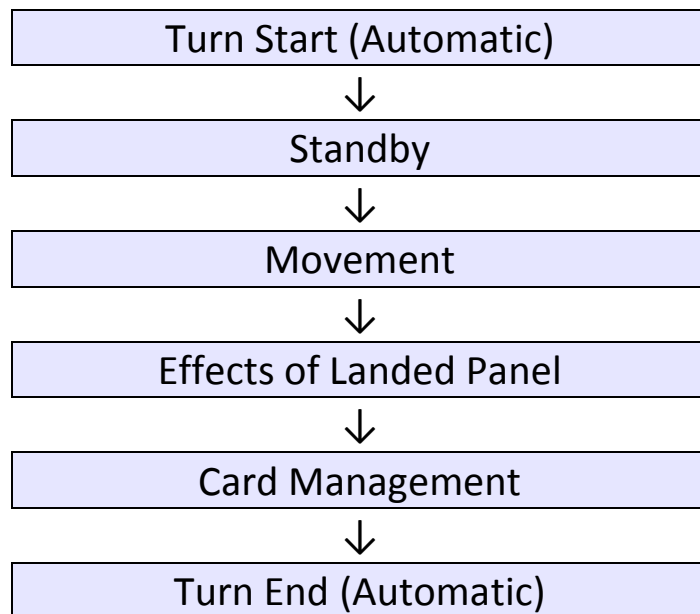 Turn Start (Automatic)
↓
Standby
↓
Movement
↓
Effects of Landed Panel
↓
Card Management
↓
Turn End (Automatic)